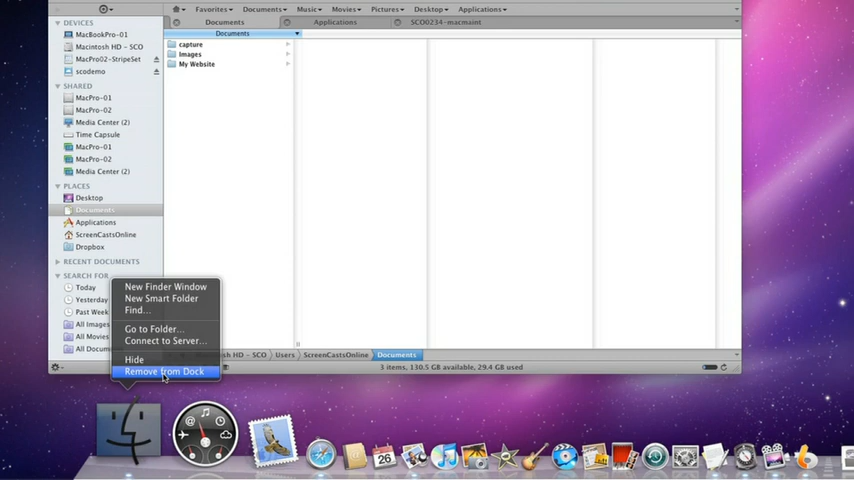 Favorites Documents Music Movies Pictures Desktop Applications
Documents Applications SCO0234-macmaint
DEVICES
MacBookPro-01
Macintosh HD - SCO
MacPro02-StripeSet
scodemo
SHARED
MacPro-01
MacPro-02
Media Center (2)
Time Capsule
MacPro-01
MacPro-02
Media Center (2)
PLACES
Desktop
Documents
Applications
ScreenCastsOnline
Dropbox
RECENT DOCUMENTS
SEARCH FOR
Today
Yesterday
Past Week
All Images
All Movies
All Docum
Documents
capture
Images
My Website
New Finder Window
New Smart Folder
Find...
Go to Folder...
Connect to Server...
Hide
Remove from Dock
HD - SCO Users ScreenCastsOnline Documents
3 items, 130.5 GB available, 29.4 GB used
26